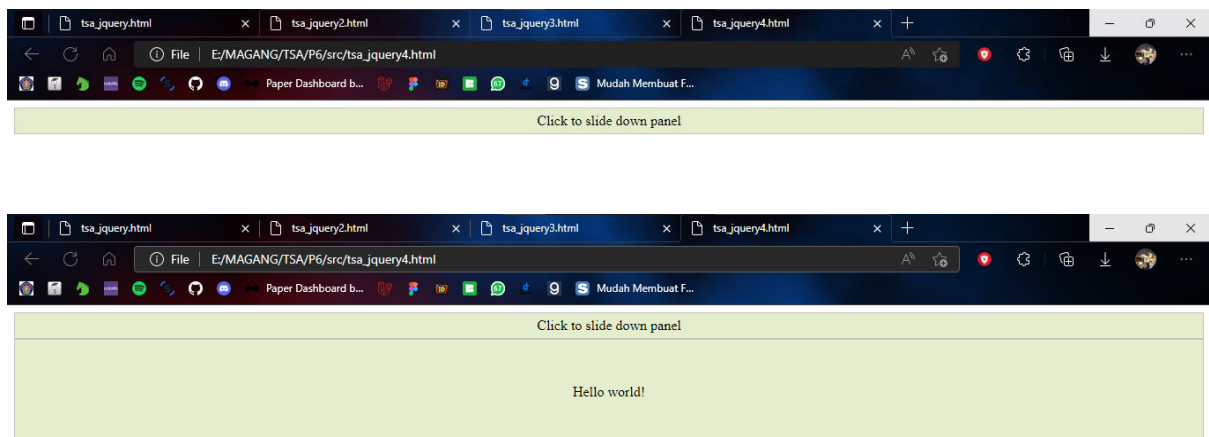 tsa_jquery.html tsa_jquery2.html tsa_jquery3.html tsa_jquery4.html
File E:/MAGANG/TSA/P6/src/tsa_jquery4.html
Paper Dashboard b... Mudah Membuat F...
Click to slide down panel
tsa_jquery.html tsa_jquery2.html tsa_jquery3.html tsa_jquery4.html
File E:/MAGANG/TSA/P6/src/tsa_jquery4.html
Paper Dashboard b... Mudah Membuat F...
Click to slide down panel
Hello world!